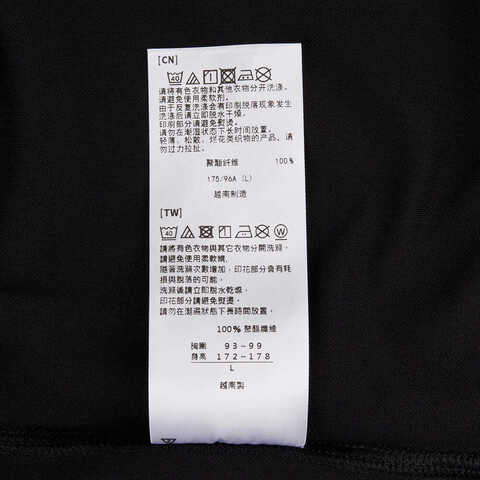 [CN]
40
请将有色衣物和其他衣物分开洗涤。
请避免使用柔软剂。
由于反复洗涤会有印刷脱落现象发生
洗涤后请立即脱水干燥。
印刷部分请避免熨烫。
请勿在潮湿状态下长时间放置。
轻薄、松散、烂花类织物的产品、请
勿过力拉扯。
聚酯纤维 100%
175/96A (L)
越南制造
[TW]
40
W
請將有色衣物與其它衣物分開洗滌。
請避免使用柔軟精。
隨著洗滌次數增加，印花部分會有耗
損與脫落的可能。
洗滌後請立即脫水乾燥。
印花部分請避免熨燙。
請勿在潮濕狀態下長時間放置。
100% 聚酯纖維
胸圍 93-99
身高 172-178
L
越南製